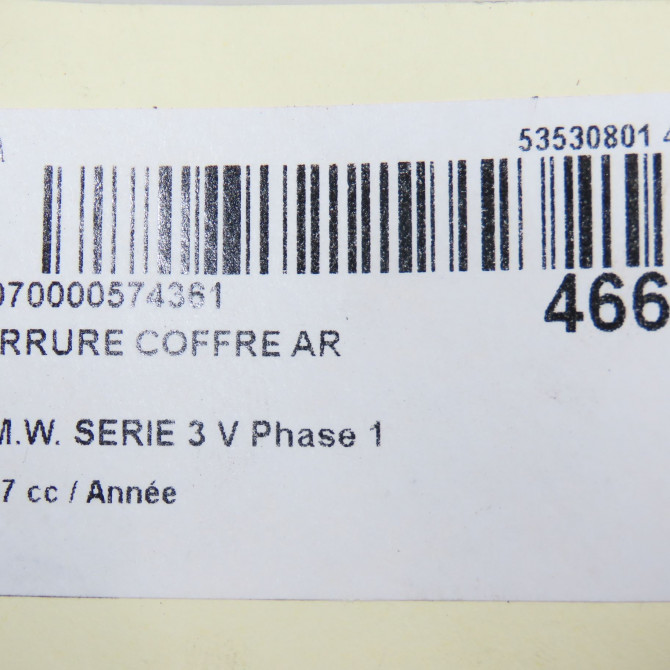 A
53530801 4
070000574361
466
RRURE COFFRE AR
M.W. SERIE 3 V Phase 1
7 cc / Année